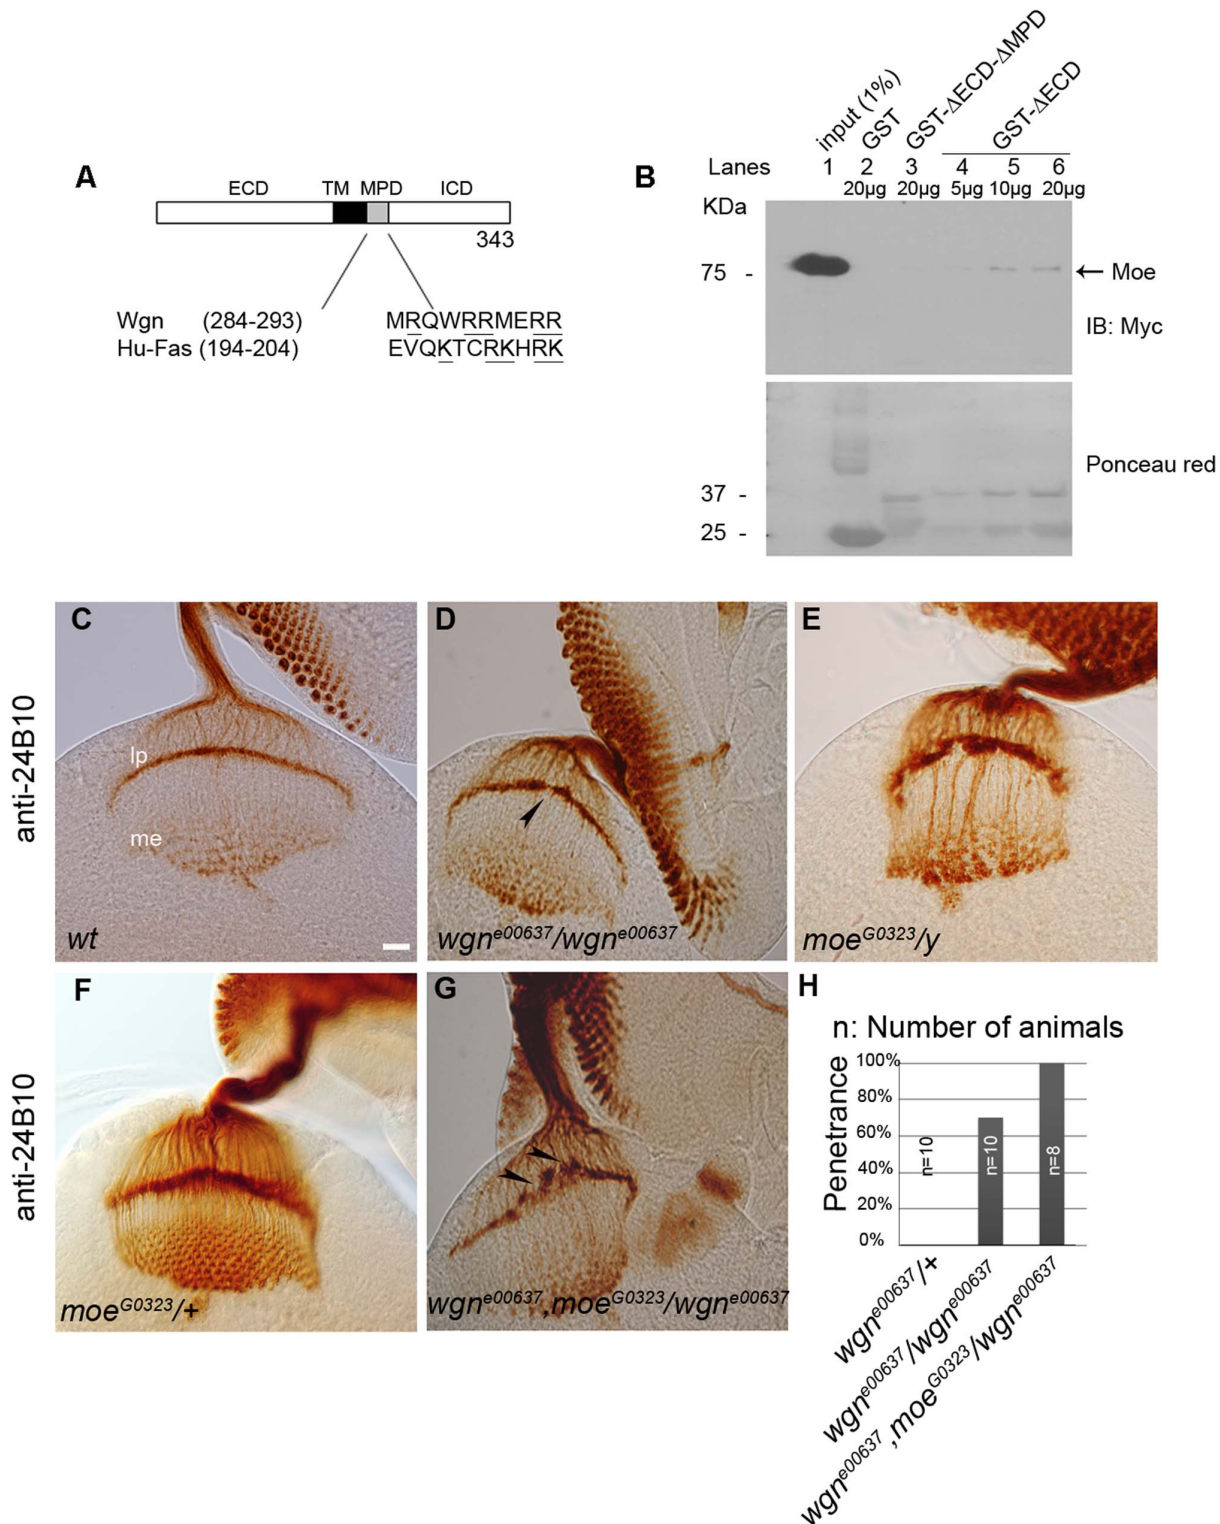 A
ECD TM MPD ICD
343
Wgn (284-293) MRQWRRMERR
Hu-Fas (194-204) EVQKTCRKHRK
B
input (1%)
GST
GST-ΔECD-ΔMPD
GST-ΔECD
Lanes 1 2 3 4 5 6
20µg 20µg 5µg 10µg 20µg
KDa
75 -
← Moe
IB: Myc
Ponceau red
37 -
25 -
anti-24B10
C
lp
me
wt
D
wgn^e00637/wgn^e00637
E
moe^G0323/y
anti-24B10
F
moe^G0323/+
G
wgn^e00637,moe^G0323/wgn^e00637
H
n: Number of animals
Penetrance
100%
80%
60%
40%
20%
0%
n=10
n=10
n=8
wgn^e00637/+
wgn^e00637/wgn^e00637
wgn^e00637,moe^G0323/wgn^e00637